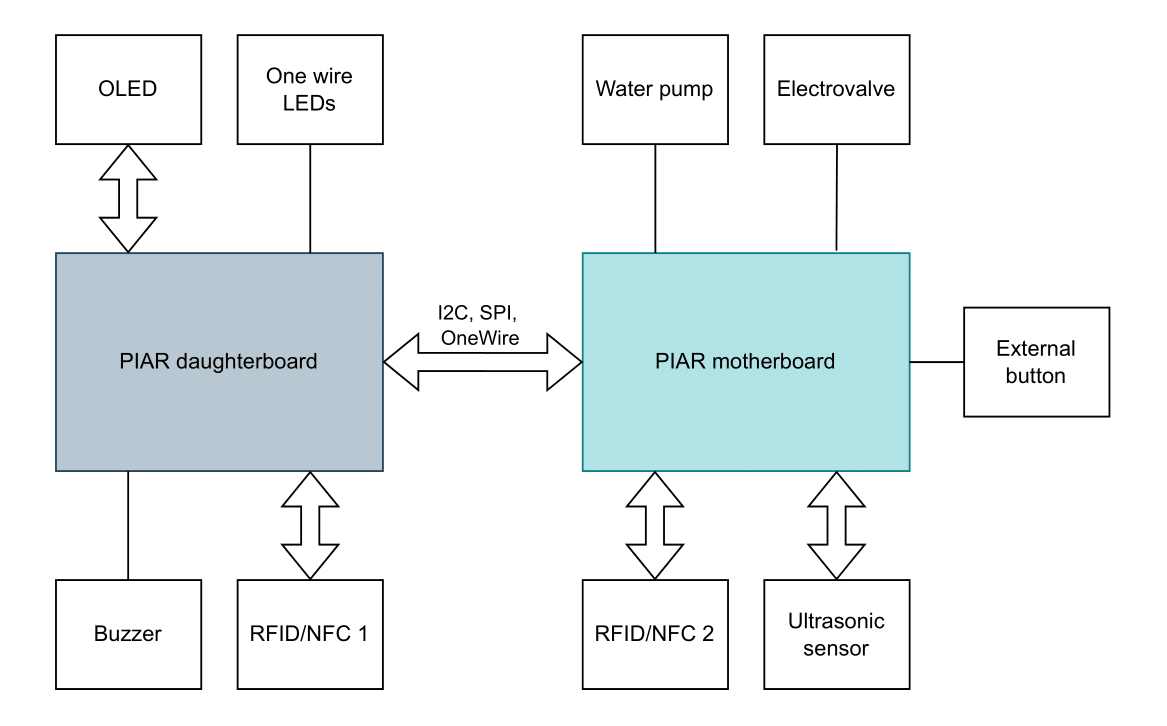 OLED
One wire
LEDs
Water pump
Electrovalve
I2C, SPI,
OneWire
PIAR daughterboard
PIAR motherboard
External
button
Buzzer
RFID/NFC 1
RFID/NFC 2
Ultrasonic
sensor